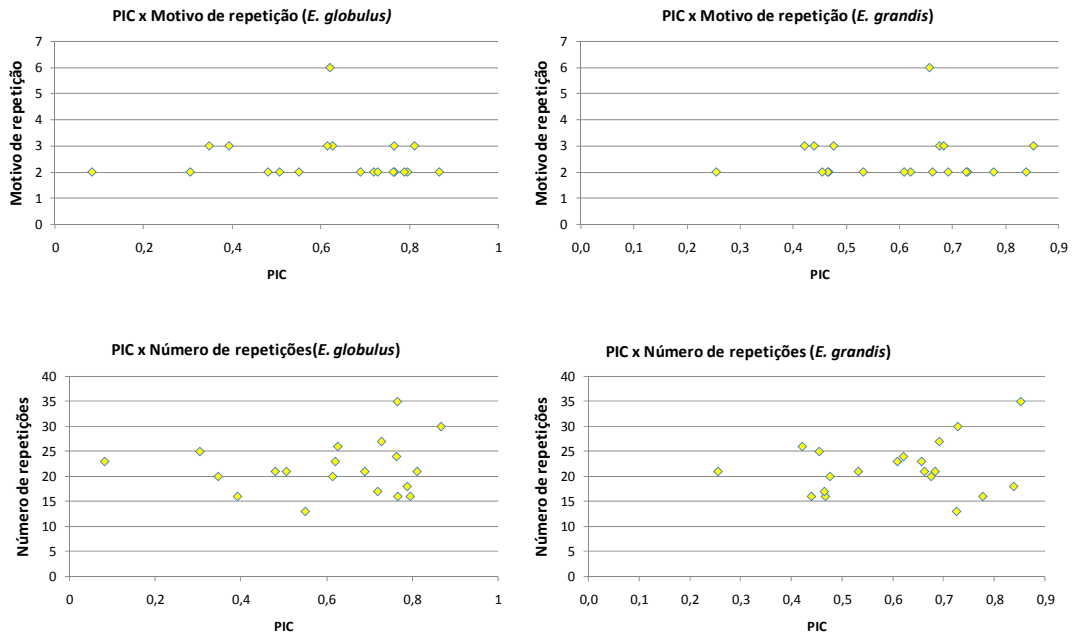 PIC x Motivo de repetição (E. globulus)
Motivo de repetição
7
6
5
4
3
2
1
0
0 0,2 0,4 0,6 0,8 1
PIC
PIC x Motivo de repetição (E. grandis)
Motivo de repetição
7
6
5
4
3
2
1
0
0,0 0,1 0,2 0,3 0,4 0,5 0,6 0,7 0,8 0,9
PIC
PIC x Número de repetições(E. globulus)
Número de repetições
40
35
30
25
20
15
10
5
0
0 0,2 0,4 0,6 0,8 1
PIC
PIC x Número de repetições (E. grandis)
Número de repetições
40
35
30
25
20
15
10
5
0
0,0 0,1 0,2 0,3 0,4 0,5 0,6 0,7 0,8 0,9
PIC